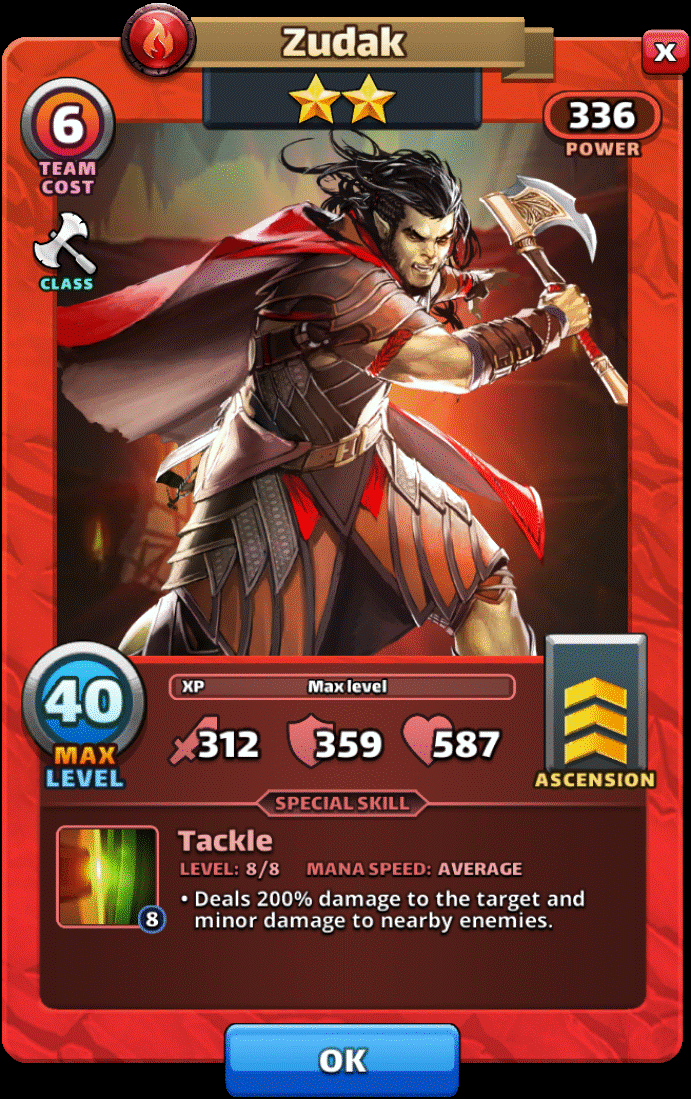 Zudak
X
6
TEAM
COST
336
POWER
CLASS
40
MAX
LEVEL
XP Max level
312 359 587
ASCENSION
SPECIAL SKILL
Tackle
LEVEL: 8/8 MANA SPEED: AVERAGE
8
• Deals 200% damage to the target and
minor damage to nearby enemies.
OK